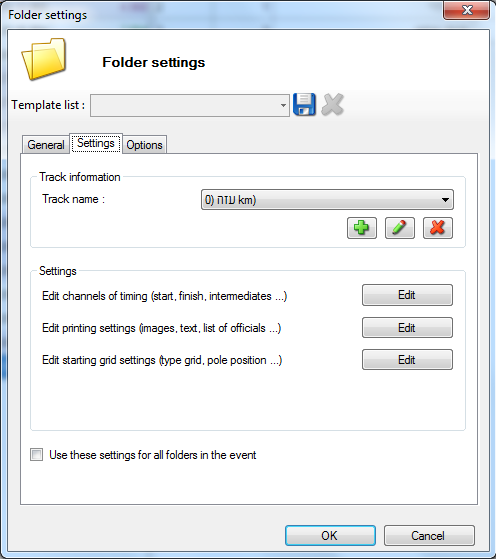 Folder settings
Folder settings
Template list :
General
Settings
Options
Track information
Track name :
0) עזה km)
Settings
Edit channels of timing (start, finish, intermediates ...)
Edit
Edit printing settings (images, text, list of officials ...)
Edit
Edit starting grid settings (type grid, pole position ...)
Edit
Use these settings for all folders in the event
OK
Cancel